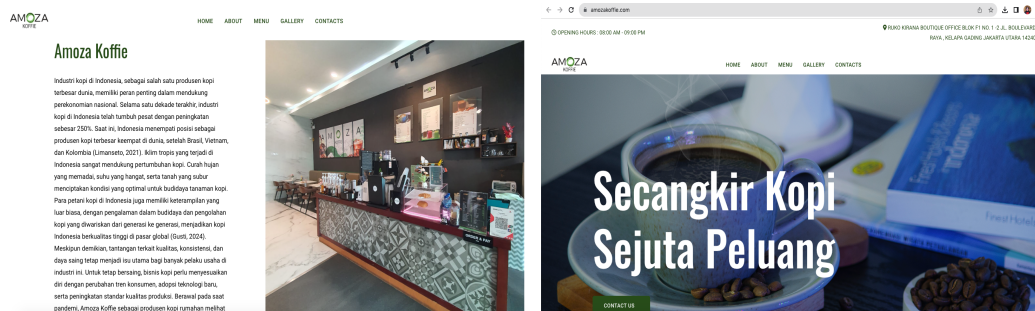 AMOZA
KOFFIE
HOME ABOUT MENU GALLERY CONTACTS
Amoza Koffie
Industri kopi di Indonesia, sebagai salah satu produsen kopi
terbesar dunia, memiliki peran penting dalam mendukung
perekonomian nasional. Selama satu dekade terakhir, industri
kopi di Indonesia telah tumbuh pesat dengan peningkatan
sebesar 250%. Saat ini, Indonesia menempati posisi sebagai
produsen kopi terbesar keempat di dunia, setelah Brasil, Vietnam,
dan Kolombia (Limanseto, 2021). Iklim tropis yang terjadi di
Indonesia sangat mendukung pertumbuhan kopi. Curah hujan
yang memadai, suhu yang hangat, serta tanah yang subur
menciptakan kondisi yang optimal untuk budidaya tanaman kopi.
Para petani kopi di Indonesia juga memiliki keterampilan yang
luar biasa, dengan pengalaman dalam budidaya dan pengolahan
kopi yang diwariskan dari generasi ke generasi, menjadikan kopi
Indonesia berkualitas tinggi di pasar global (Gusti, 2024).
Meskipun demikian, tantangan terkait kualitas, konsistensi, dan
daya saing tetap menjadi isu utama bagi banyak pelaku usaha di
industri ini. Untuk tetap bersaing, bisnis kopi perlu menyesuaikan
diri dengan perubahan tren konsumen, adopsi teknologi baru,
serta peningkatan standar kualitas produksi. Berawal pada saat
pandemi, Amoza Koffie sebagai produsen kopi rumahan melihat
ORDER & PAY
amozakoffie.com
OPENING HOURS : 08:00 AM - 09:00 PM
RUKO KIRANA BOUTIQUE OFFICE BLOK F1 NO. 1-2 JL. BOULEVARD
RAYA , KELAPA GADING JAKARTA UTARA 14240
AMOZA
KOFFIE
HOME ABOUT MENU GALLERY CONTACTS
Secangkir Kopi
Sejuta Peluang
CONTACT US